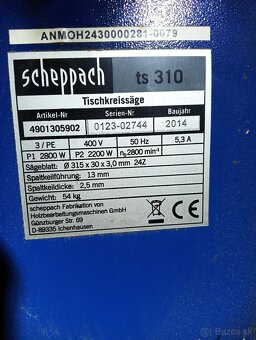 ANMOH2430000281-0079
scheppach ts 310
Tischkreissäge
Artikel-Nr Serien-Nr Baujahr
4901305902 0123-02744 2014
3 / PE 400 V 50 Hz 5,3 A
P1 2800 W P2 2200 W n₀ 2800 min⁻¹
Sägeblatt: Ø 315 x 30 x 3,0 mm 24Z
Spaltkeilführung: 13 mm
Spaltkeildicke: 2,5 mm
Gewicht: 54 kg
scheppach Fabrikation von
Holzbearbeitungsmaschinen GmbH
Günzburger Str. 69
D-89335 Ichenhausen
CE